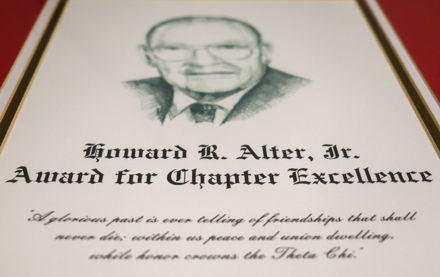 Howard R. Alter, Jr.
Award for Chapter Excellence
"A glorious past is ever telling of friendships that shall
never die; within us peace and union dwelling,
while honor crowns the Theta Chi."